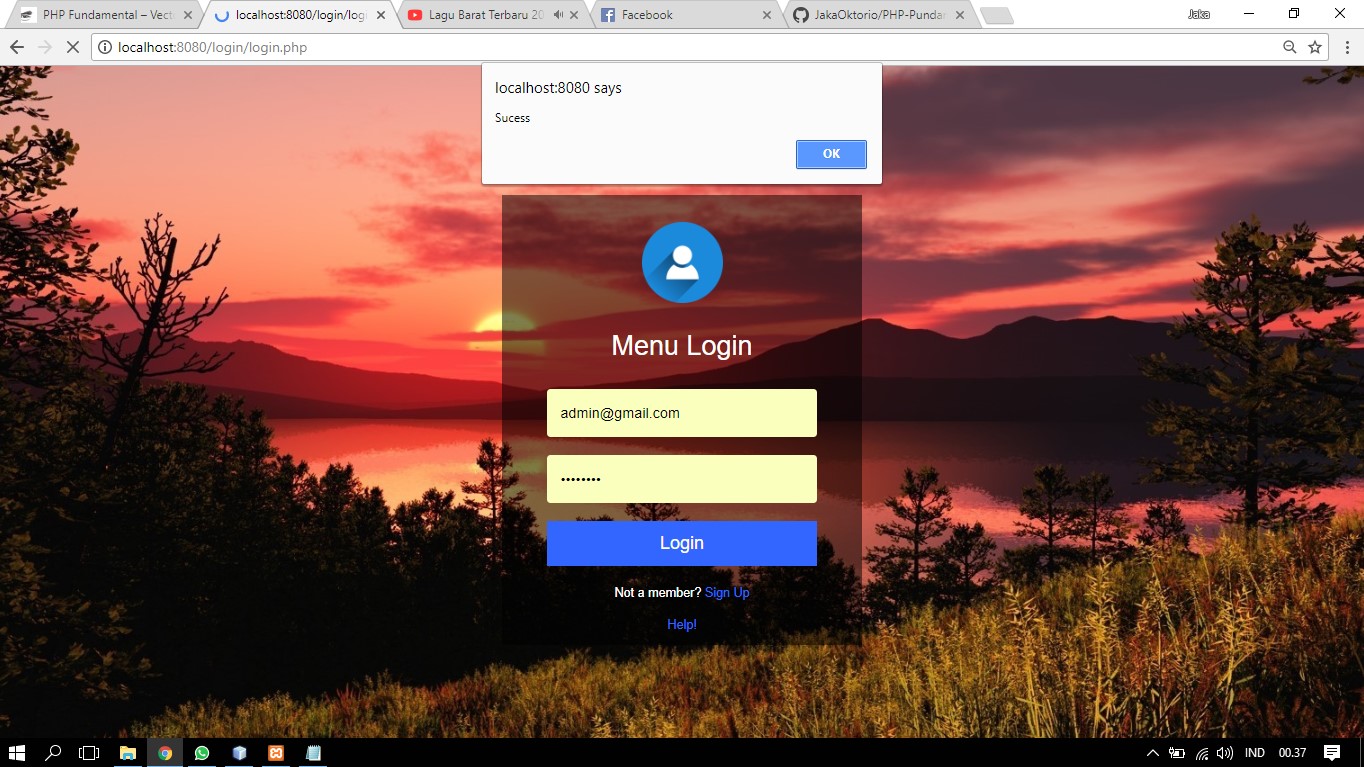 PHP Fundamental – Vect
localhost:8080/login/logi
Lagu Barat Terbaru 20
Facebook
JakaOktorio/PHP-Pundar
Jaka
localhost:8080/login/login.php
localhost:8080 says
Sucess
OK
Menu Login
admin@gmail.com
••••••••
Login
Not a member? Sign Up
Help!
IND
00.37